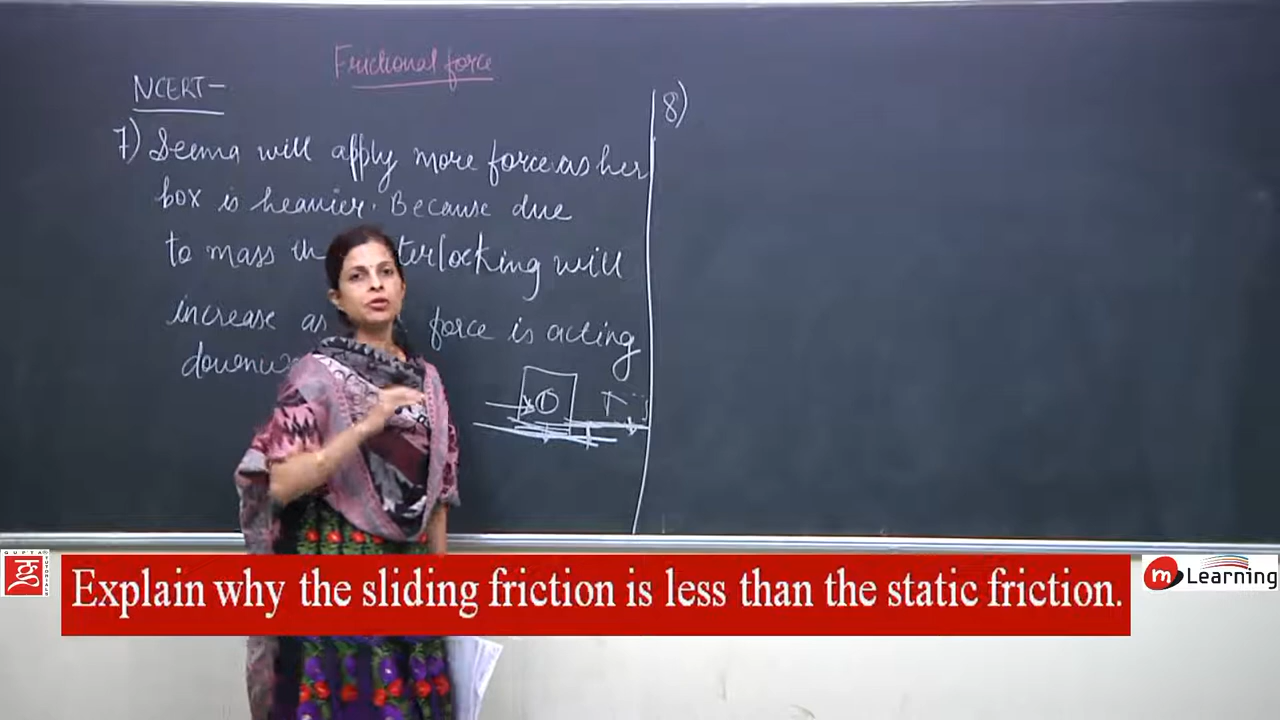 Frictional force
NCERT-
7) Seema will apply more force as her
box is heavier. Because due
to mass the terlocking will
increase as force is acting
downw
8)
Explain why the sliding friction is less than the static friction.
GUPTA
m Learning